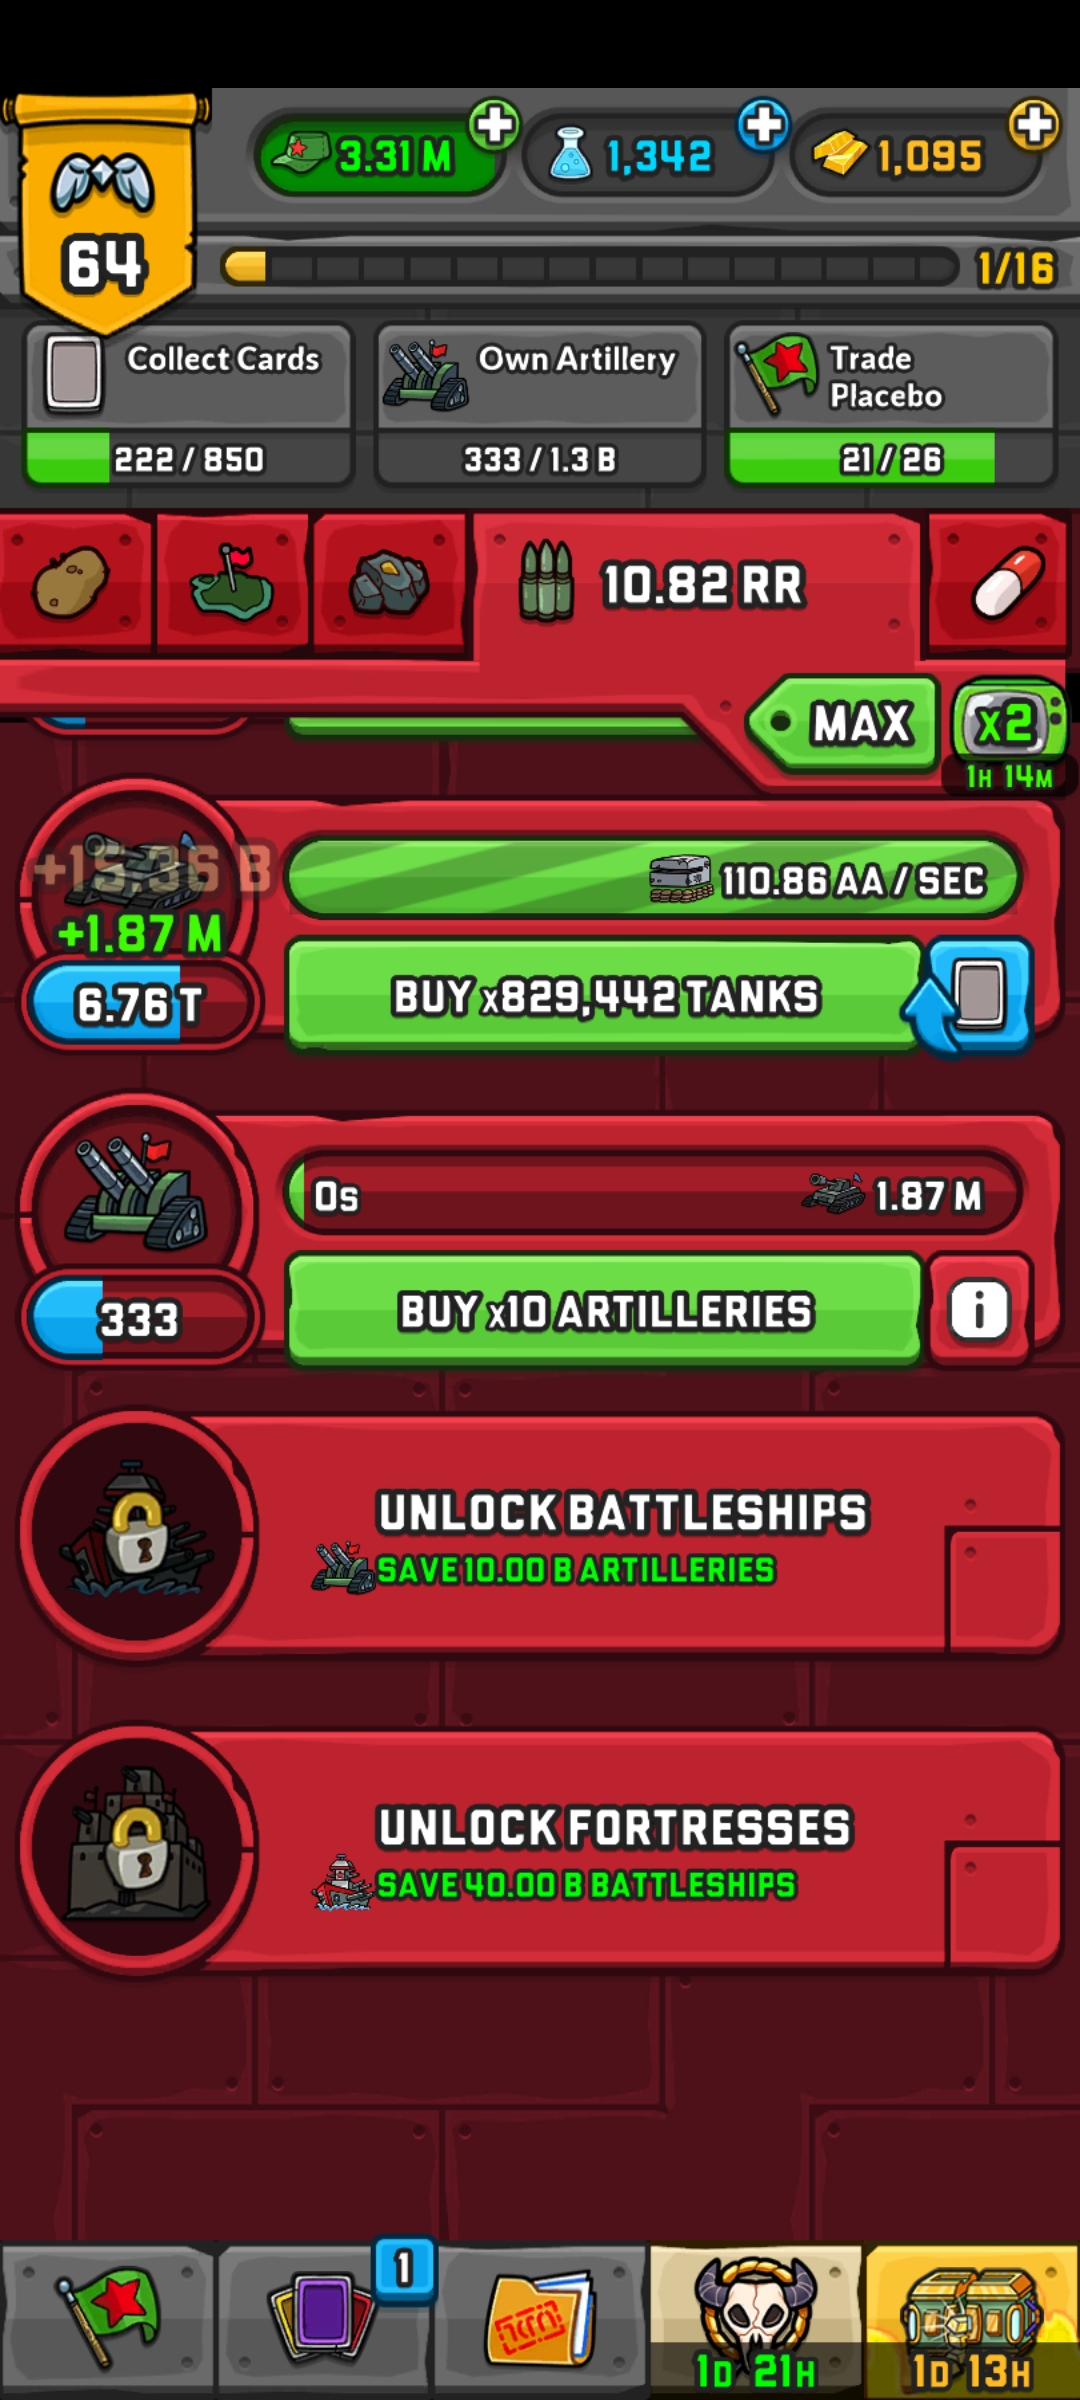 64
3.31 M
1,342
1,095
1/16
Collect Cards
222 / 850
Own Artillery
333 / 1.3 B
Trade
Placebo
21 / 26
10.82 RR
MAX
x2
1H 14M
+15.36 B
+1.87 M
6.76 T
110.86 AA / SEC
BUY x829,442 TANKS
0s
1.87 M
333
BUY x10 ARTILLERIES
i
UNLOCK BATTLESHIPS
SAVE 10.00 B ARTILLERIES
UNLOCK FORTRESSES
SAVE 40.00 B BATTLESHIPS
1
1D 21H
1D 13H